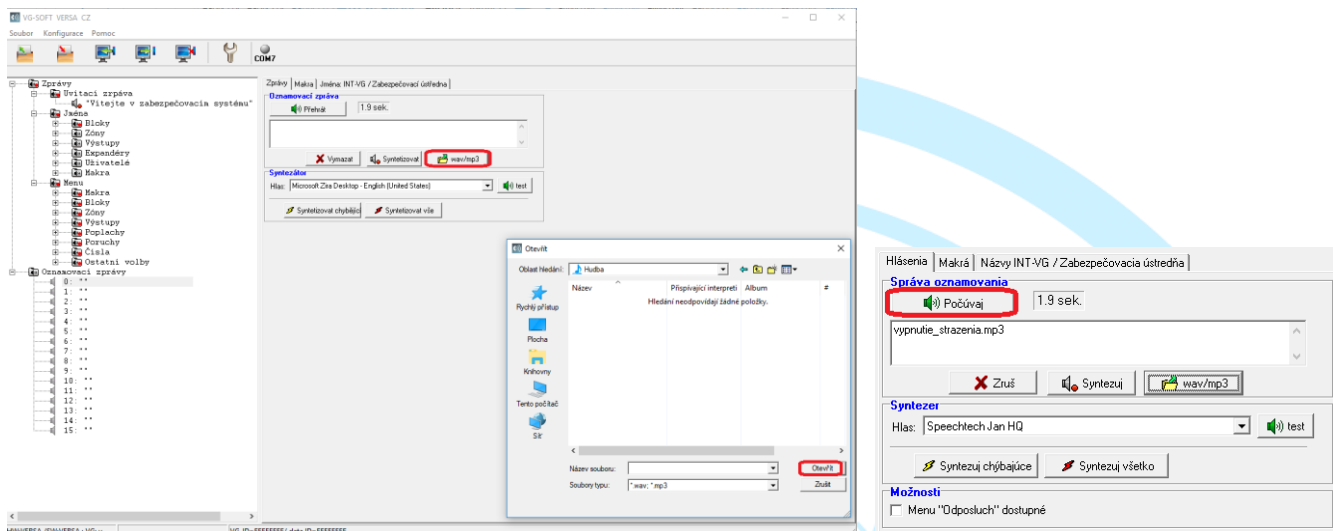 VG-SOFT VERSA CZ
Soubor Konfigurace Pomoc
COM7
Zprávy
Uvítací zrpáva
"Vítejte v zabezpečovacía systému"
Jména
Bloky
Zóny
Výstupy
Expandéry
Uživatelé
Makra
Menu
Makra
Bloky
Zóny
Výstupy
Poplachy
Poruchy
Čísla
Ostatní volby
Oznamovací zprávy
0: ""
1: ""
2: ""
3: ""
4: ""
5: ""
6: ""
7: ""
8: ""
9: ""
10: ""
11: ""
12: ""
13: ""
14: ""
15: ""
Zprávy Makra Jména: INT-VG / Zabezpečovací ústředna
Oznamovací zpráva
Přehrát 1.9 sek.
Vymazat Syntetizovat wav/mp3
Syntezátor
Hlas: Microsoft Zira Desktop - English (United States) test
Syntetizovat chybějící Syntetizovat vše
Otevřít
Oblast hledání: Hudba
Název Přispívající interpreti Album #
Hledání neodpovídají žádné položky.
Rychlý přístup
Plocha
Knihovny
Tento počítač
Síť
Název souboru: Otevřít
Soubory typu: *.wav; *.mp3 Zrušit
Hlásenia Makrá Názvy INT-VG / Zabezpečovacia ústredňa
Správa oznamovania
Počúvaj 1.9 sek.
vypnutie_strazenia.mp3
Zruš Syntezuj wav/mp3
Syntezer
Hlas: Speechtech Jan HQ test
Syntezuj chýbajúce Syntezuj všetko
Možnosti
Menu "Odposluch" dostupné